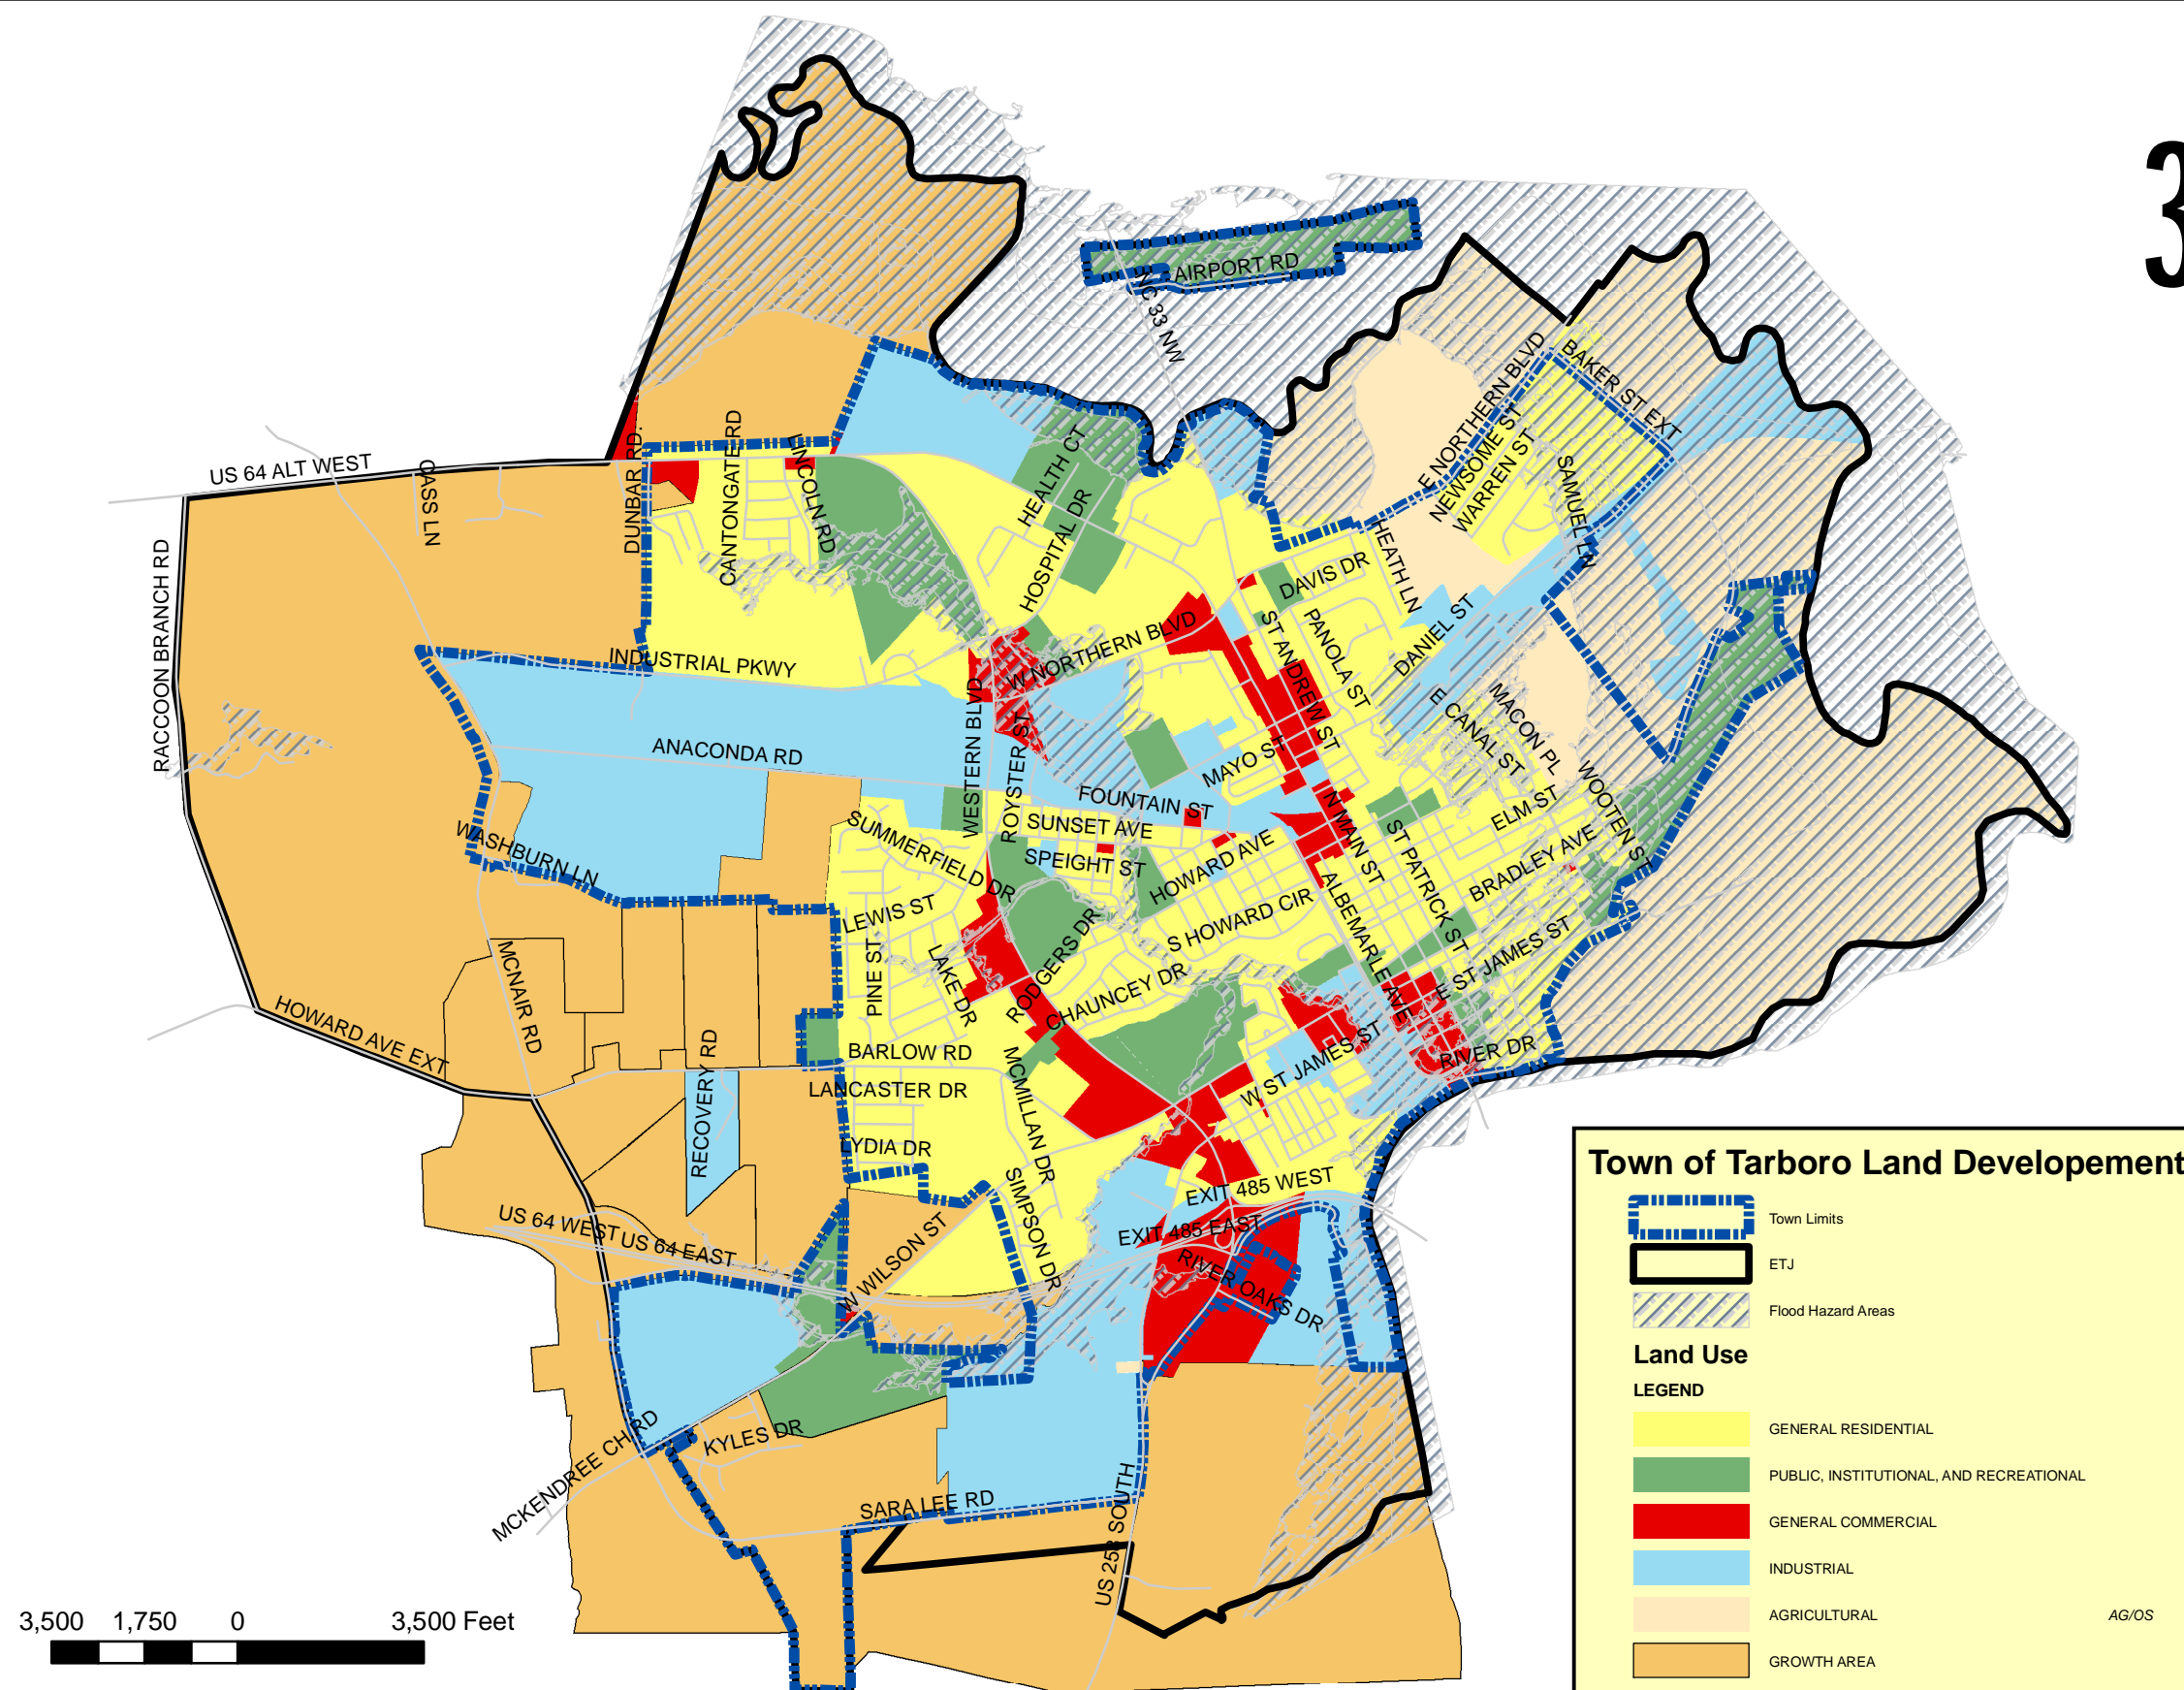 3
AIRPORT RD
NC 33 NW
BAKER ST EXT
E NORTHERN BLVD
NEWSOME ST
WARREN ST
SAMUEL LN
US 64 ALT WEST
CASS LN
DUNBAR RD.
CANTONGATE RD
LINCOLN RD
HEALTH CT
HOSPITAL DR
HEATH LN
DAVIS DR
RACCOON BRANCH RD
INDUSTRIAL PKWY
W NORTHERN BLVD
ST ANDREW ST
PANOLA ST
DANIEL ST
E CANAL ST
MACON PL
ANACONDA RD
WESTERN BLVD
ROYSTER ST
MAYO ST
FOUNTAIN ST
SUNSET AVE
SPEIGHT ST
HOWARD AVE
N MAIN ST
ELM ST
WOOTEN ST
BRADLEY AVE
ST PATRICK ST
WASHBURN LN
SUMMERFIELD DR
LEWIS ST
S HOWARD CIR
ALBEMARLE AVE
E ST JAMES ST
MCNAIR RD
PINE ST
LAKE DR
RODGERS DR
CHAUNCEY DR
HOWARD AVE EXT
RECOVERY RD
BARLOW RD
LANCASTER DR
MCMILLAN DR
W ST JAMES ST
RIVER DR
LYDIA DR
SIMPSON DR
EXIT 485 WEST
EXIT 485 EAST
US 64 WEST
US 64 EAST
W WILSON ST
RIVER OAKS DR
KYLES DR
MCKENDREE CH RD
SARA LEE RD
US 258 SOUTH
3,500 1,750 0 3,500 Feet
Town of Tarboro Land Developement
Town Limits
ETJ
Flood Hazard Areas
Land Use
LEGEND
GENERAL RESIDENTIAL
PUBLIC, INSTITUTIONAL, AND RECREATIONAL
GENERAL COMMERCIAL
INDUSTRIAL
AGRICULTURAL AG/OS
GROWTH AREA